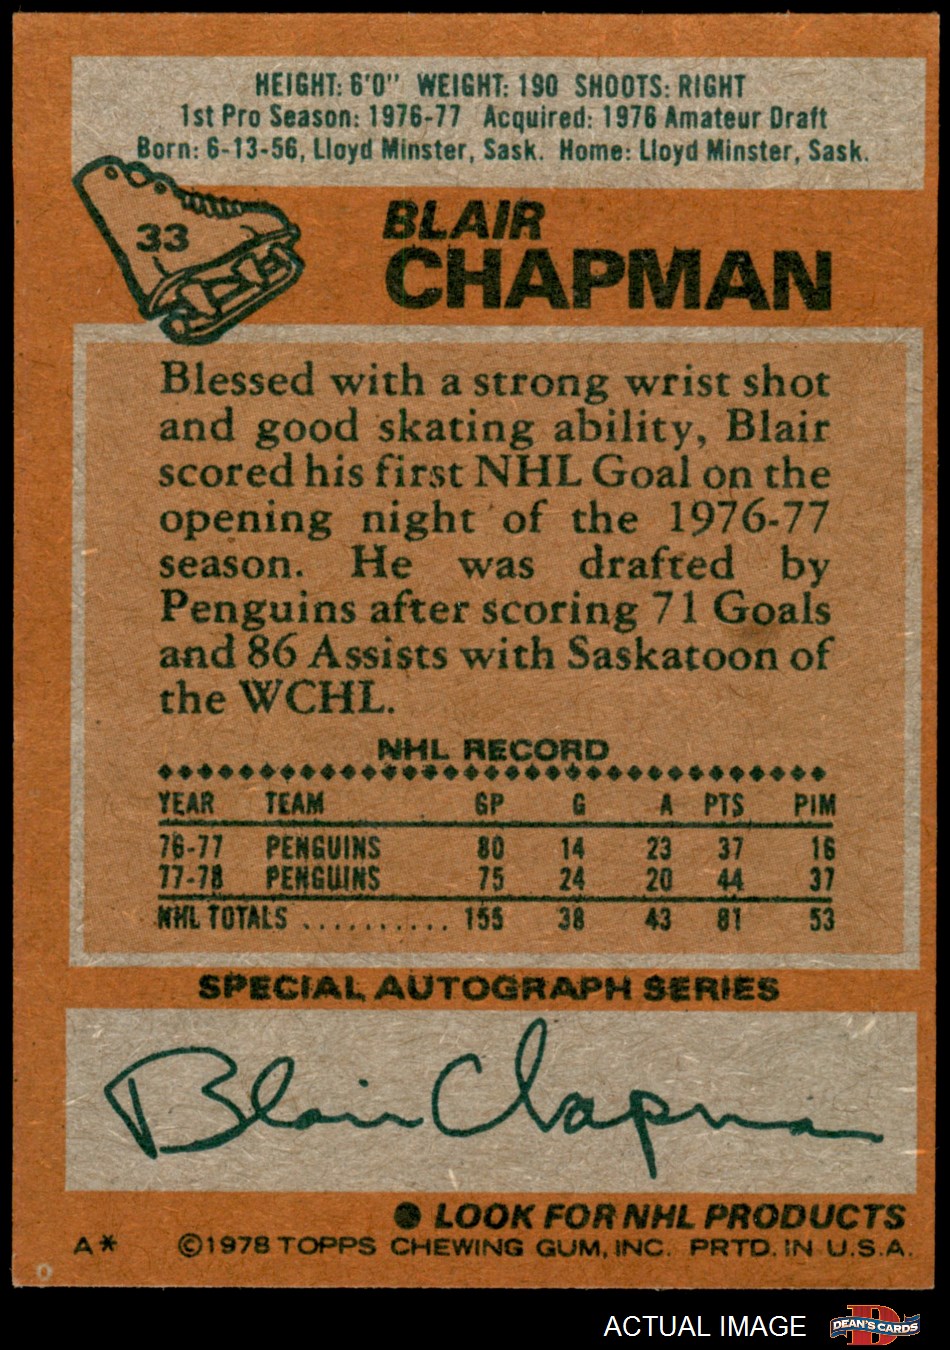 HEIGHT: 6'0" WEIGHT: 190 SHOOTS: RIGHT
1st Pro Season: 1976-77 Acquired: 1976 Amateur Draft
Born: 6-13-56, Lloyd Minster, Sask. Home: Lloyd Minster, Sask.
33
BLAIR
CHAPMAN
Blessed with a strong wrist shot
and good skating ability, Blair
scored his first NHL Goal on the
opening night of the 1976-77
season. He was drafted by
Penguins after scoring 71 Goals
and 86 Assists with Saskatoon of
the WCHL.
NHL RECORD
YEAR TEAM GP G A PTS PIM
76-77 PENGUINS 80 14 23 37 16
77-78 PENGUINS 75 24 20 44 37
NHL TOTALS .......... 155 38 43 81 53
SPECIAL AUTOGRAPH SERIES
Blair Chapman
● LOOK FOR NHL PRODUCTS
A* ©1978 TOPPS CHEWING GUM, INC. PRTD. IN U.S.A.
0
ACTUAL IMAGE D DEAN'S CARDS